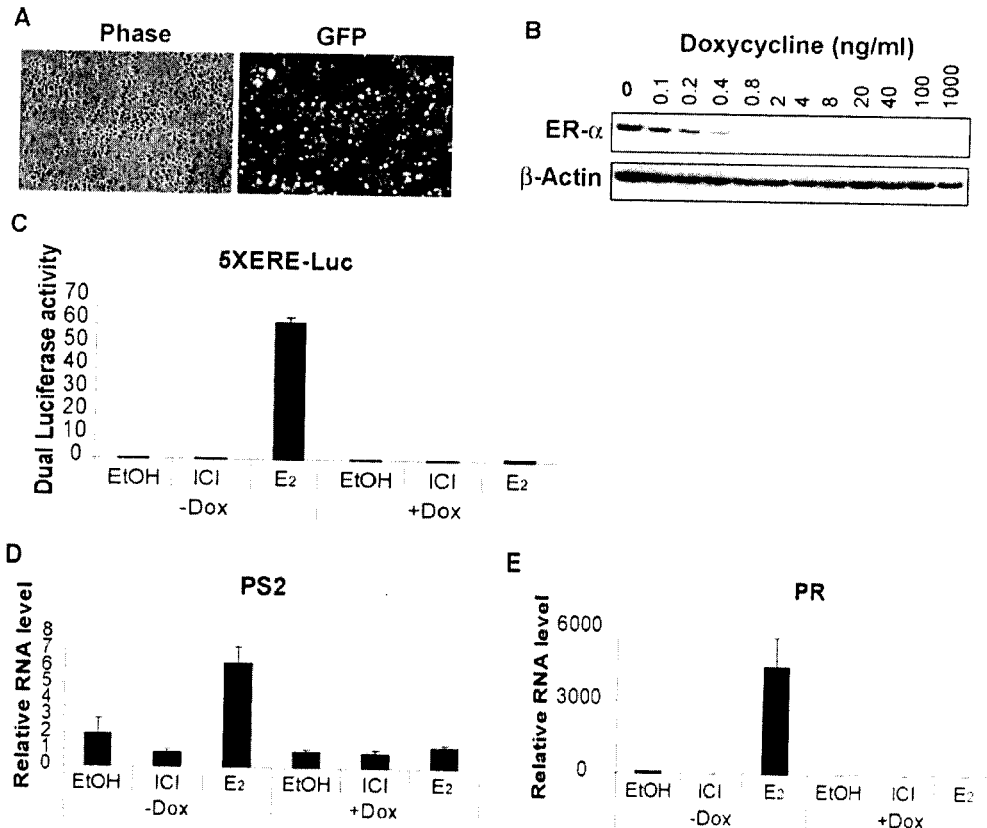 A
Phase
GFP
B
Doxycycline (ng/ml)
0
0.1
0.2
0.4
0.8
2
4
8
20
40
100
1000
ER-α
β-Actin
C
5XERE-Luc
Dual Luciferase activity
70
60
50
40
30
20
10
0
EtOH ICI E2 EtOH ICI E2
-Dox +Dox
D
PS2
Relative RNA level
8
7
6
5
4
3
2
1
0
EtOH ICI E2 EtOH ICI E2
-Dox +Dox
E
PR
Relative RNA level
6000
3000
0
EtOH ICI E2 EtOH ICI E2
-Dox +Dox